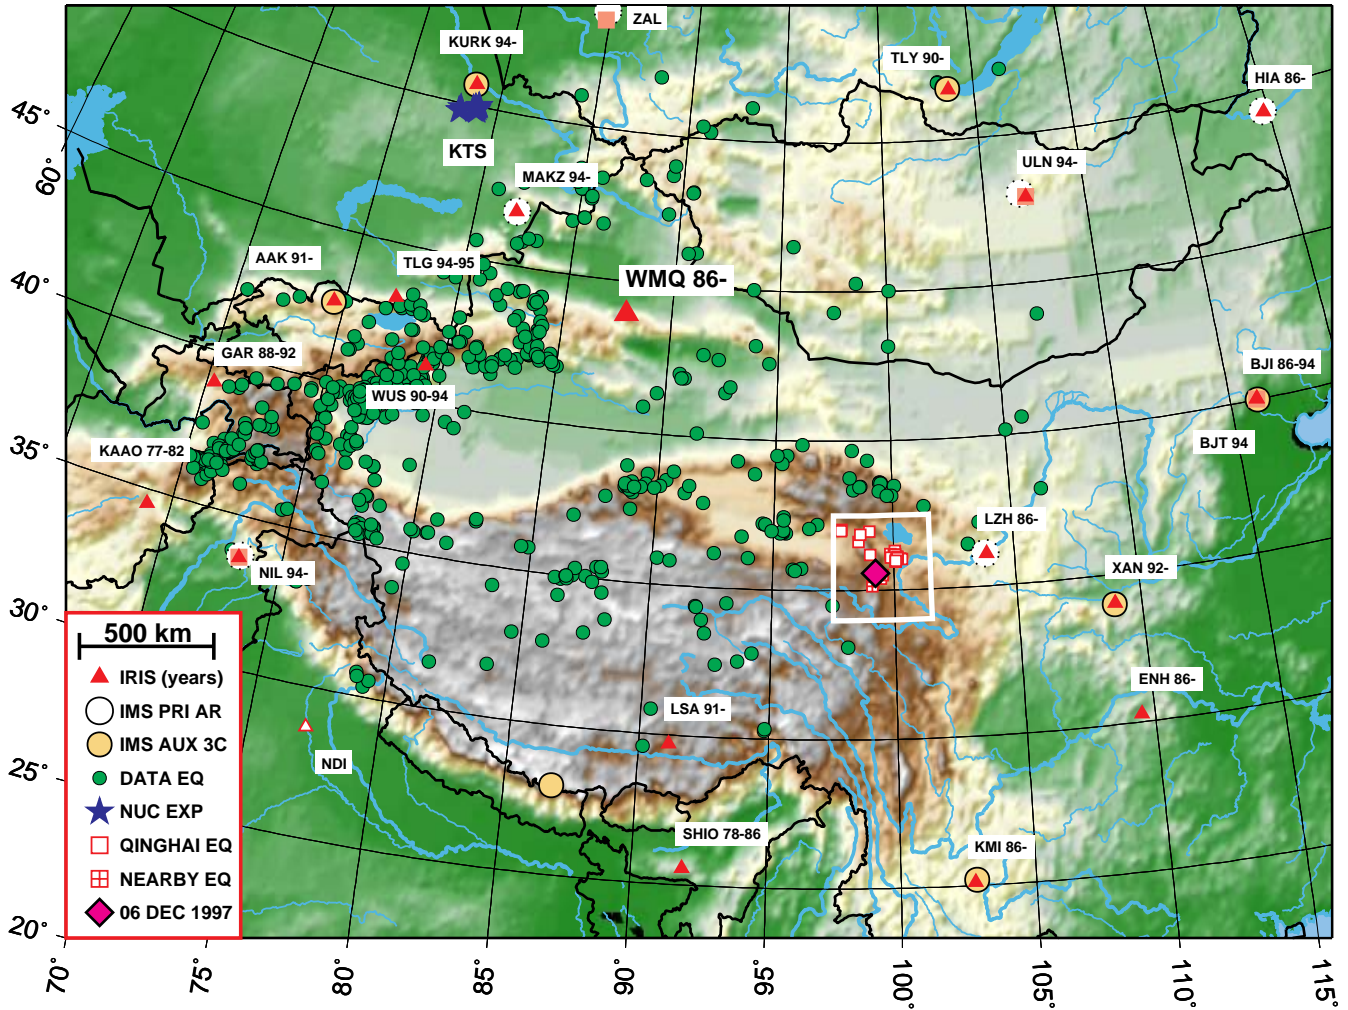 ZAL
KURK 94-
TLY 90-
HIA 86-
45°
KTS
ULN 94-
60°
MAKZ 94-
AAK 91-
TLG 94-95
WMQ 86-
40°
GAR 88-92
BJI 86-94
WUS 90-94
35°
KAAO 77-82
BJT 94
LZH 86-
NIL 94-
XAN 92-
30°
500 km
IRIS (years)
IMS PRI AR
IMS AUX 3C
DATA EQ
NUC EXP
QINGHAI EQ
NEARBY EQ
06 DEC 1997
ENH 86-
LSA 91-
NDI
25°
SHIO 78-86
KMI 86-
20°
70°
75°
80°
85°
90°
95°
100°
105°
110°
115°